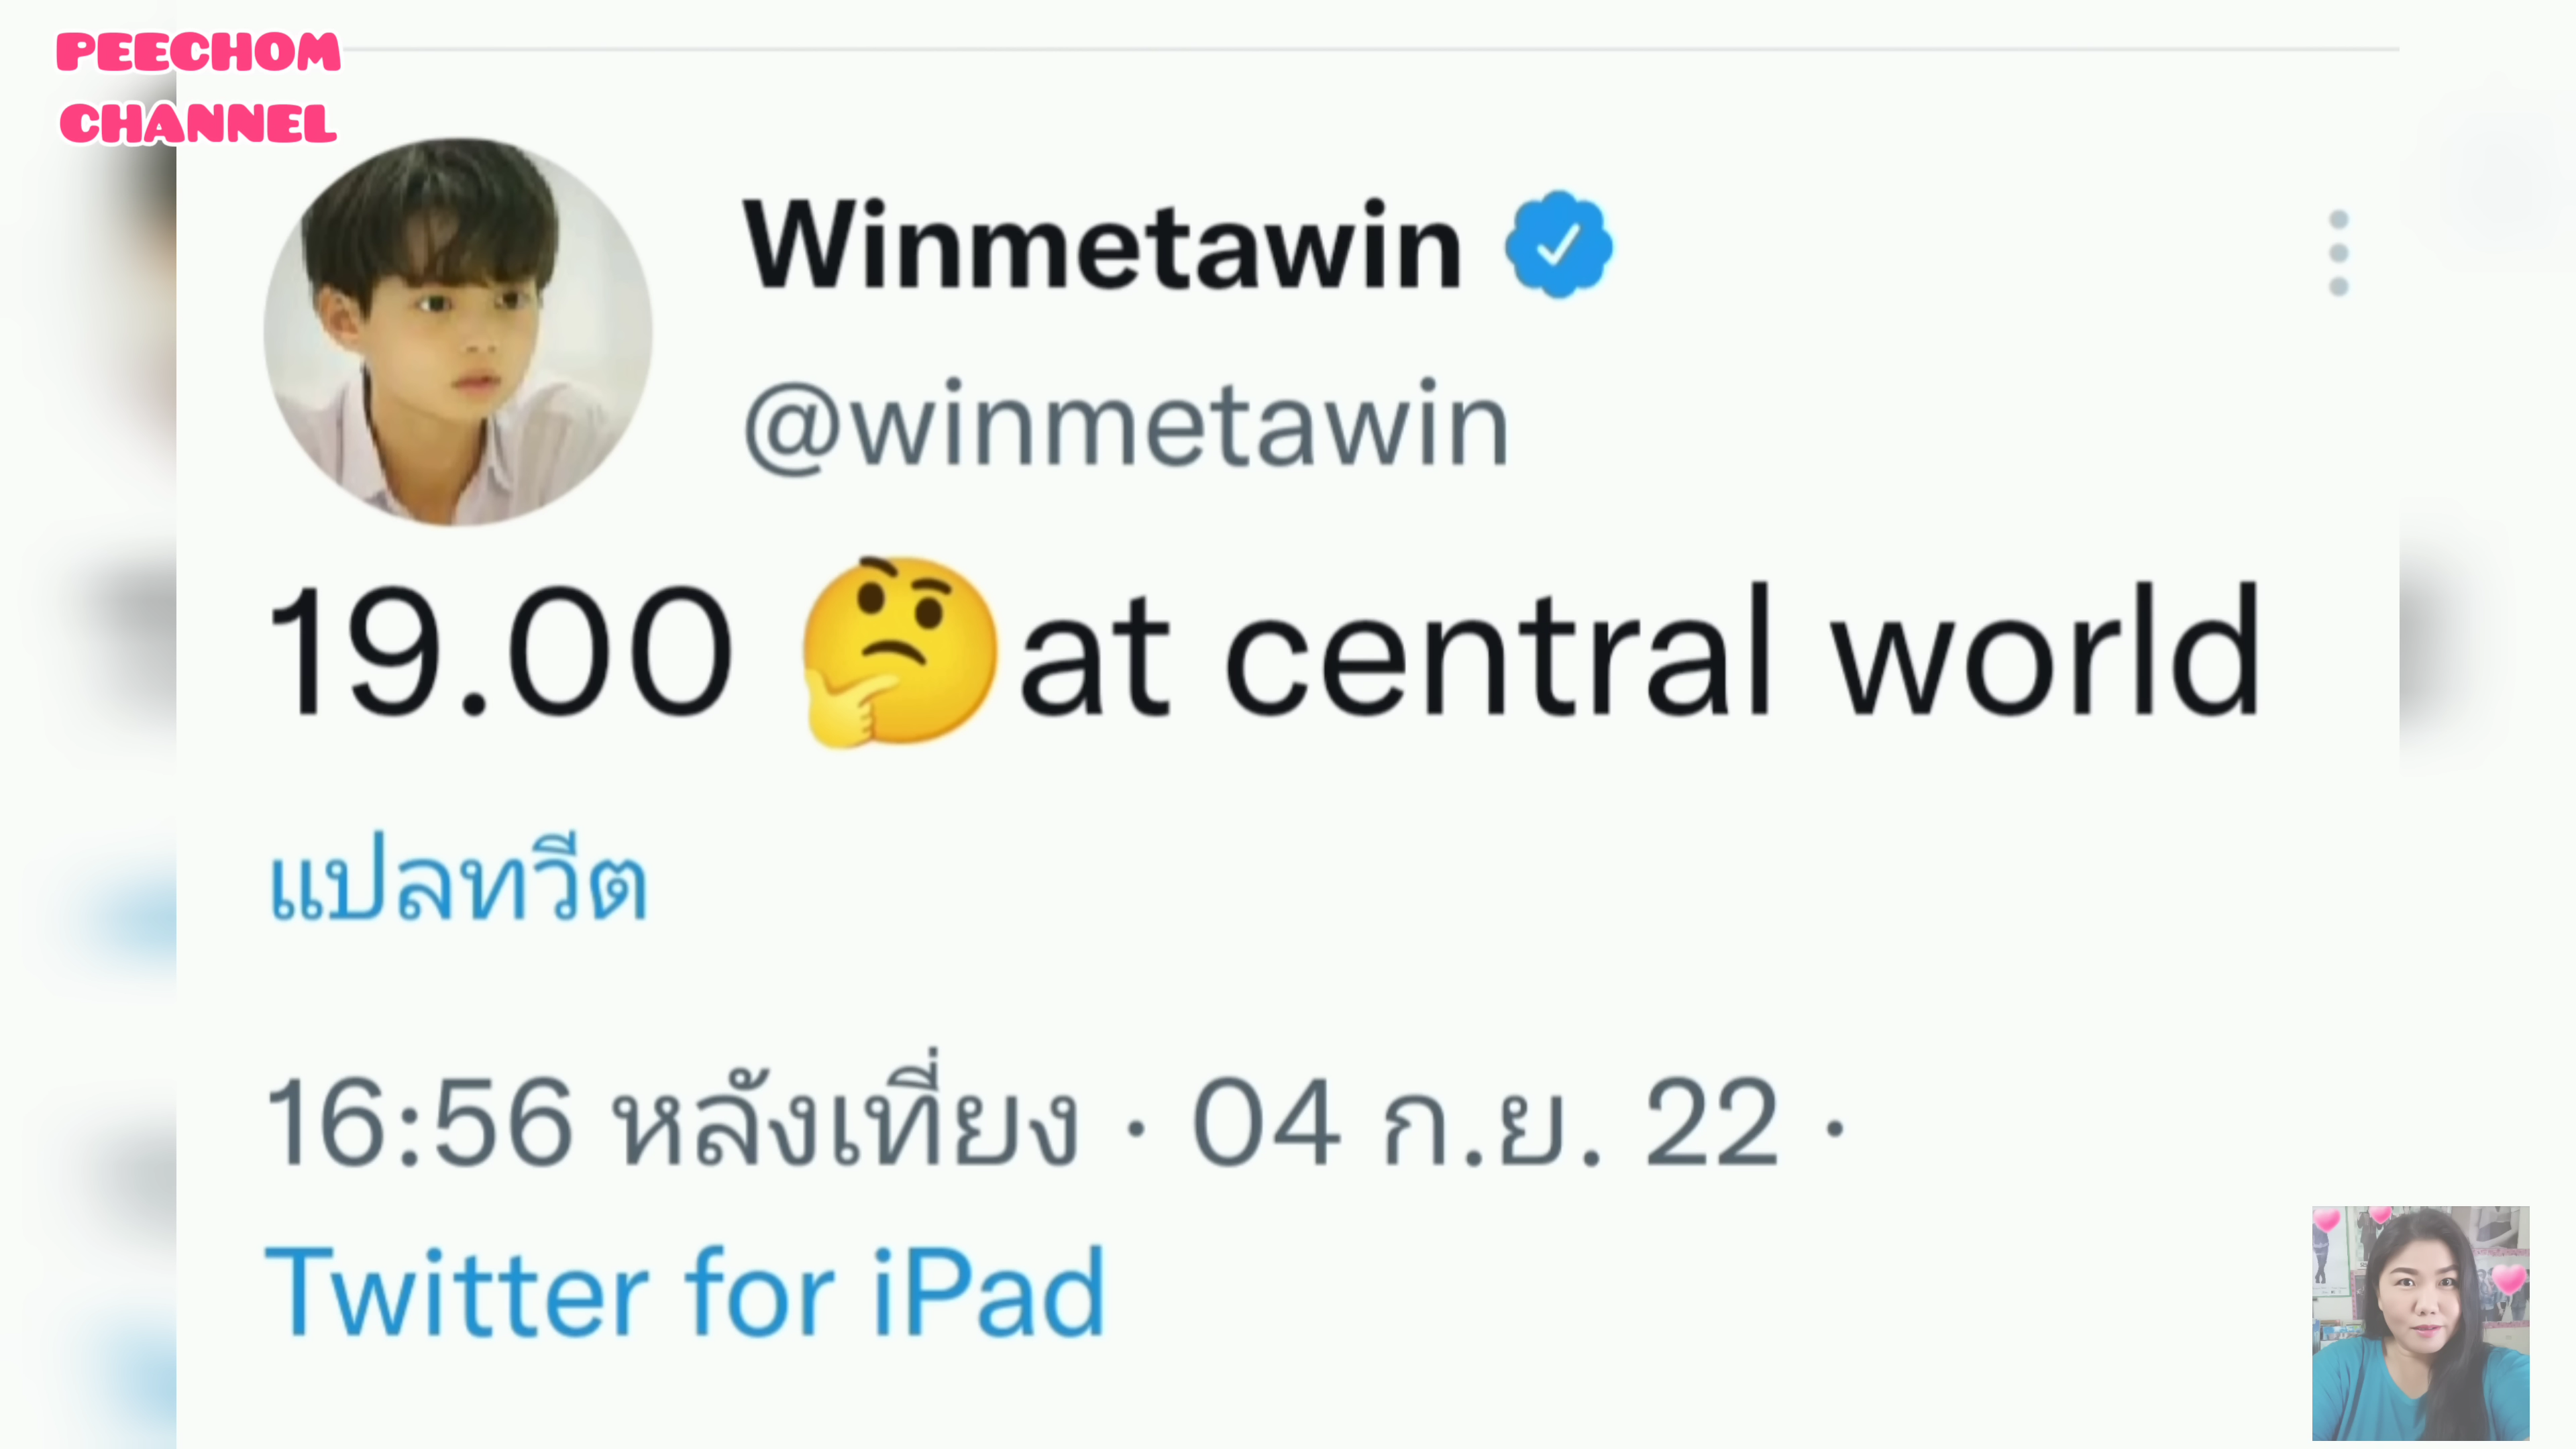 PEECHOM
CHANNEL
Winmetawin
@winmetawin
19.00 🤔at central world
แปลทวีต
16:56 หลังเที่ยง · 04 ก.ย. 22 ·
Twitter for iPad